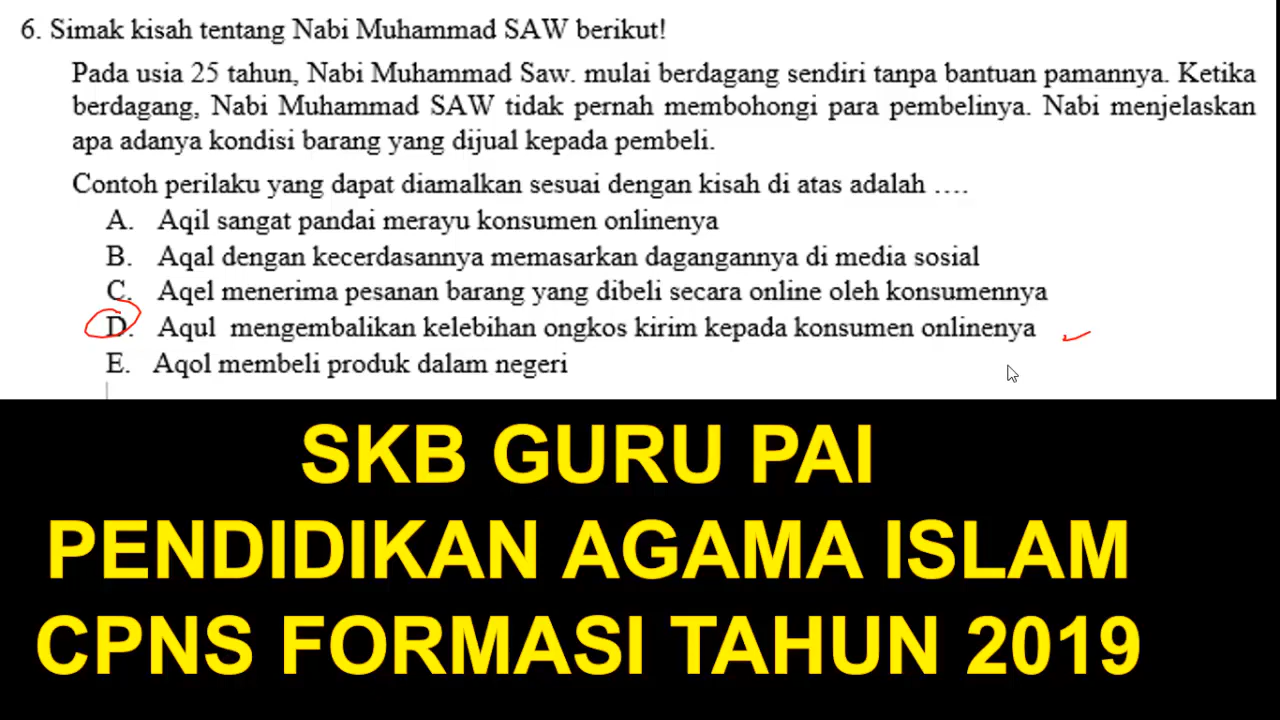 6. Simak kisah tentang Nabi Muhammad SAW berikut!
Pada usia 25 tahun, Nabi Muhammad Saw. mulai berdagang sendiri tanpa bantuan pamannya. Ketika
berdagang, Nabi Muhammad SAW tidak pernah membohongi para pembelinya. Nabi menjelaskan
apa adanya kondisi barang yang dijual kepada pembeli.
Contoh perilaku yang dapat diamalkan sesuai dengan kisah di atas adalah ….
A. Aqil sangat pandai merayu konsumen onlinenya
B. Aqal dengan kecerdasannya memasarkan dagangannya di media sosial
C. Aqel menerima pesanan barang yang dibeli secara online oleh konsumennya
D. Aqul mengembalikan kelebihan ongkos kirim kepada konsumen onlinenya
E. Aqol membeli produk dalam negeri
SKB GURU PAI
PENDIDIKAN AGAMA ISLAM
CPNS FORMASI TAHUN 2019